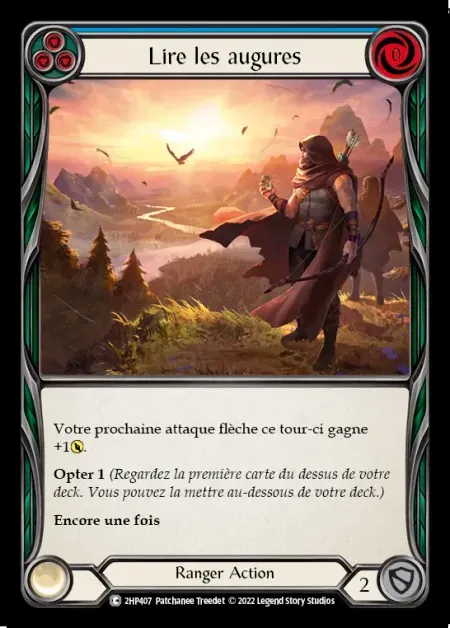 Lire les augures
0
Votre prochaine attaque flèche ce tour-ci gagne
+1.
Opter 1 (Regardez la première carte du dessus de votre
deck. Vous pouvez la mettre au-dessous de votre deck.)
Encore une fois
Ranger Action
2
C 2HP407 Patchanee Treedet © 2022 Legend Story Studios